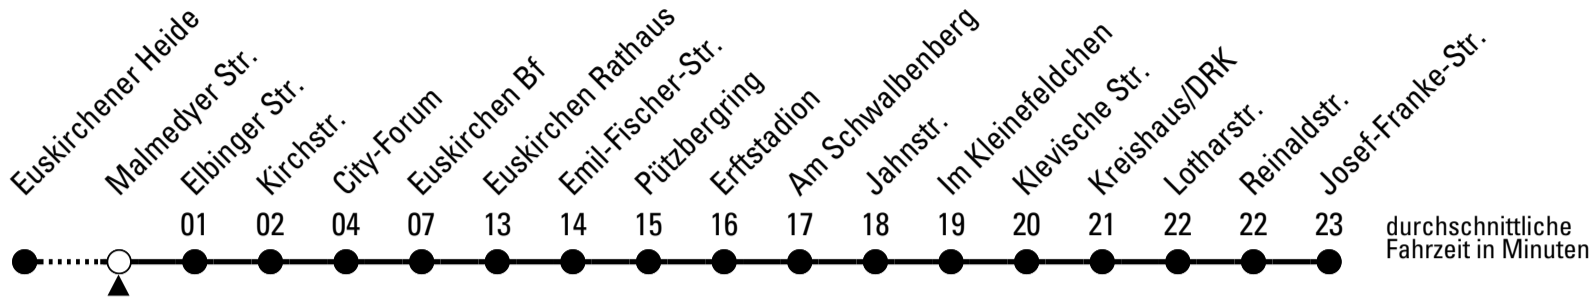 Euskirchener Heide
Malmedyer Str.
Elbinger Str.
Kirchstr.
City-Forum
Euskirchen Bf
Euskirchen Rathaus
Emil-Fischer-Str.
Pützbergring
Erftstadion
Am Schwalbenberg
Jahnstr.
Im Kleinefeldchen
Klevische Str.
Kreishaus/DRK
Lotharstr.
Reinaldstr.
Josef-Franke-Str.
01 02 04 07 13 14 15 16 17 18 19 20 21 22 22 23
durchschnittliche
Fahrzeit in Minuten